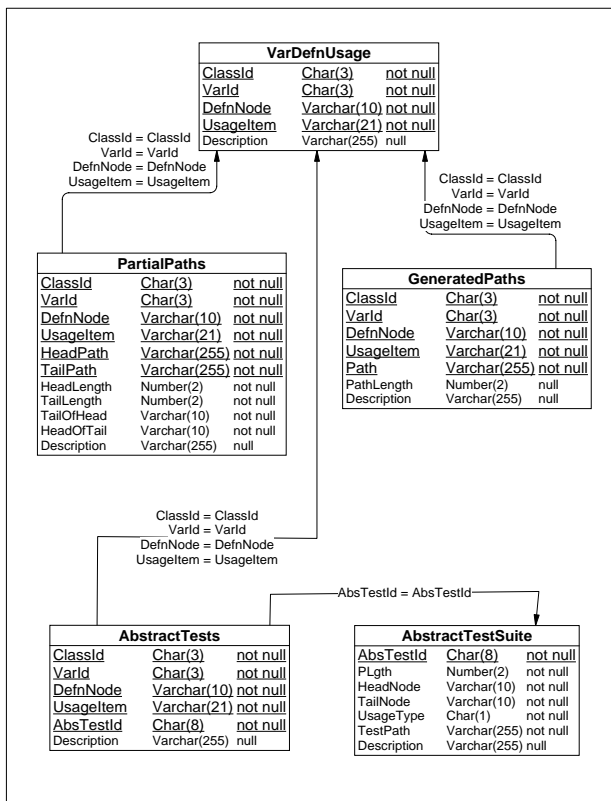 VarDefnUsage
ClassId Char(3) not null
VarId Char(3) not null
DefnNode Varchar(10) not null
UsageItem Varchar(21) not null
Description Varchar(255) null
ClassId = ClassId
VarId = VarId
DefnNode = DefnNode
UsageItem = UsageItem
ClassId = ClassId
VarId = VarId
DefnNode = DefnNode
UsageItem = UsageItem
PartialPaths
ClassId Char(3) not null
VarId Char(3) not null
DefnNode Varchar(10) not null
UsageItem Varchar(21) not null
HeadPath Varchar(255) not null
TailPath Varchar(255) not null
HeadLength Number(2) not null
TailLength Number(2) not null
TailOfHead Varchar(10) not null
HeadOfTail Varchar(10) not null
Description Varchar(255) null
GeneratedPaths
ClassId Char(3) not null
VarId Char(3) not null
DefnNode Varchar(10) not null
UsageItem Varchar(21) not null
Path Varchar(255) not null
PathLength Number(2) null
Description Varchar(255) null
ClassId = ClassId
VarId = VarId
DefnNode = DefnNode
UsageItem = UsageItem
AbsTestId = AbsTestId
AbstractTests
ClassId Char(3) not null
VarId Char(3) not null
DefnNode Varchar(10) not null
UsageItem Varchar(21) not null
AbsTestId Char(8) not null
Description Varchar(255) null
AbstractTestSuite
AbsTestId Char(8) not null
PLgth Number(2) not null
HeadNode Varchar(10) not null
TailNode Varchar(10) not null
UsageType Char(1) not null
TestPath Varchar(255) not null
Description Varchar(255) null